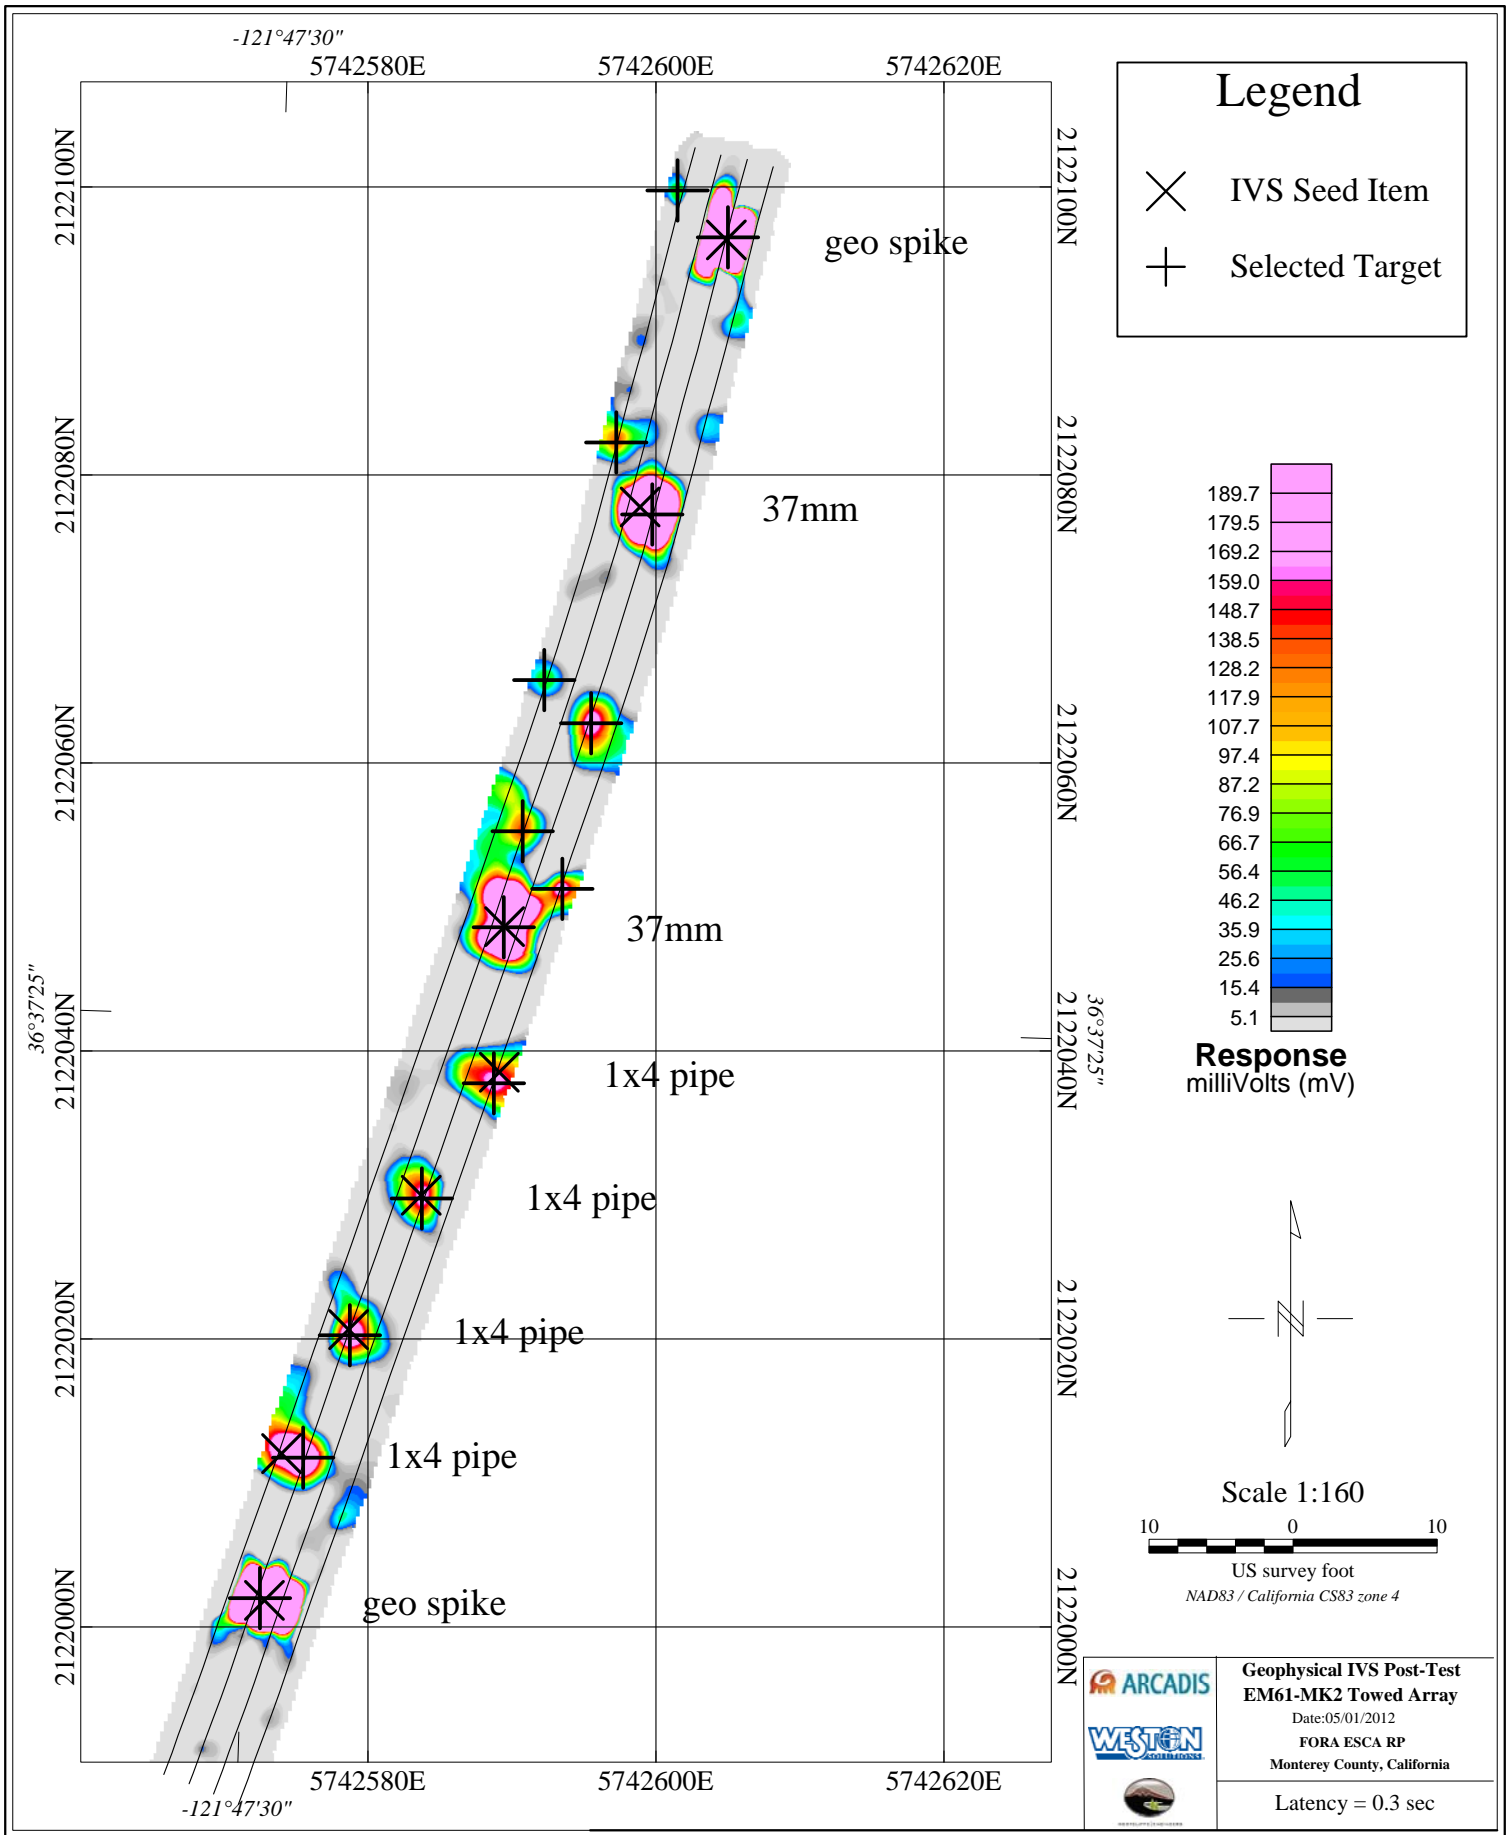 -121°47'30"
5742580E 5742600E 5742620E
Legend
IVS Seed Item
Selected Target
2122100N 2122100N
geo spike
2122080N 2122080N
37mm
2122060N 2122060N
37mm
36°37'25" 36°37'25"
2122040N 2122040N
1x4 pipe
1x4 pipe
2122020N 2122020N
1x4 pipe
1x4 pipe
2122000N 2122000N
geo spike
5742580E 5742600E 5742620E
-121°47'30"
189.7
179.5
169.2
159.0
148.7
138.5
128.2
117.9
107.7
97.4
87.2
76.9
66.7
56.4
46.2
35.9
25.6
15.4
5.1
Response
milliVolts (mV)
N
Scale 1:160
10 0 10
US survey foot
NAD83 / California CS83 zone 4
ARCADIS
WESTON
SOLUTIONS
Geophysical IVS Post-Test
EM61-MK2 Towed Array
Date:05/01/2012
FORA ESCA RP
Monterey County, California
Latency = 0.3 sec